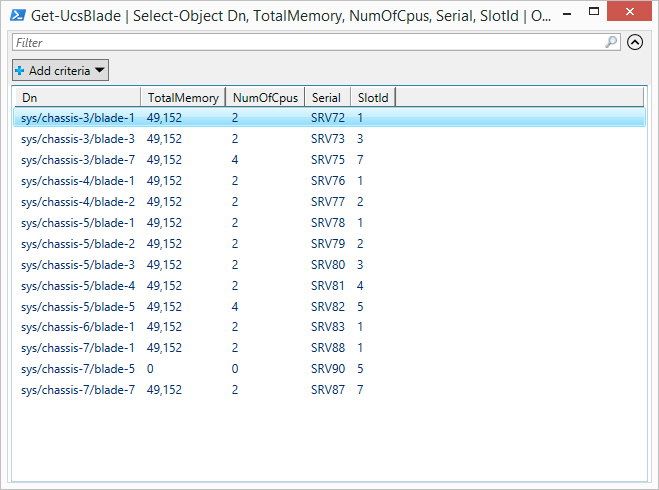 Get-UcsBlade | Select-Object Dn, TotalMemory, NumOfCpus, Serial, SlotId | O...
Filter
Add criteria
Dn TotalMemory NumOfCpus Serial SlotId
sys/chassis-3/blade-1 49,152 2 SRV72 1
sys/chassis-3/blade-3 49,152 2 SRV73 3
sys/chassis-3/blade-7 49,152 4 SRV75 7
sys/chassis-4/blade-1 49,152 2 SRV76 1
sys/chassis-4/blade-2 49,152 2 SRV77 2
sys/chassis-5/blade-1 49,152 2 SRV78 1
sys/chassis-5/blade-2 49,152 2 SRV79 2
sys/chassis-5/blade-3 49,152 2 SRV80 3
sys/chassis-5/blade-4 49,152 2 SRV81 4
sys/chassis-5/blade-5 49,152 4 SRV82 5
sys/chassis-6/blade-1 49,152 2 SRV83 1
sys/chassis-7/blade-1 49,152 2 SRV88 1
sys/chassis-7/blade-5 0 0 SRV90 5
sys/chassis-7/blade-7 49,152 2 SRV87 7